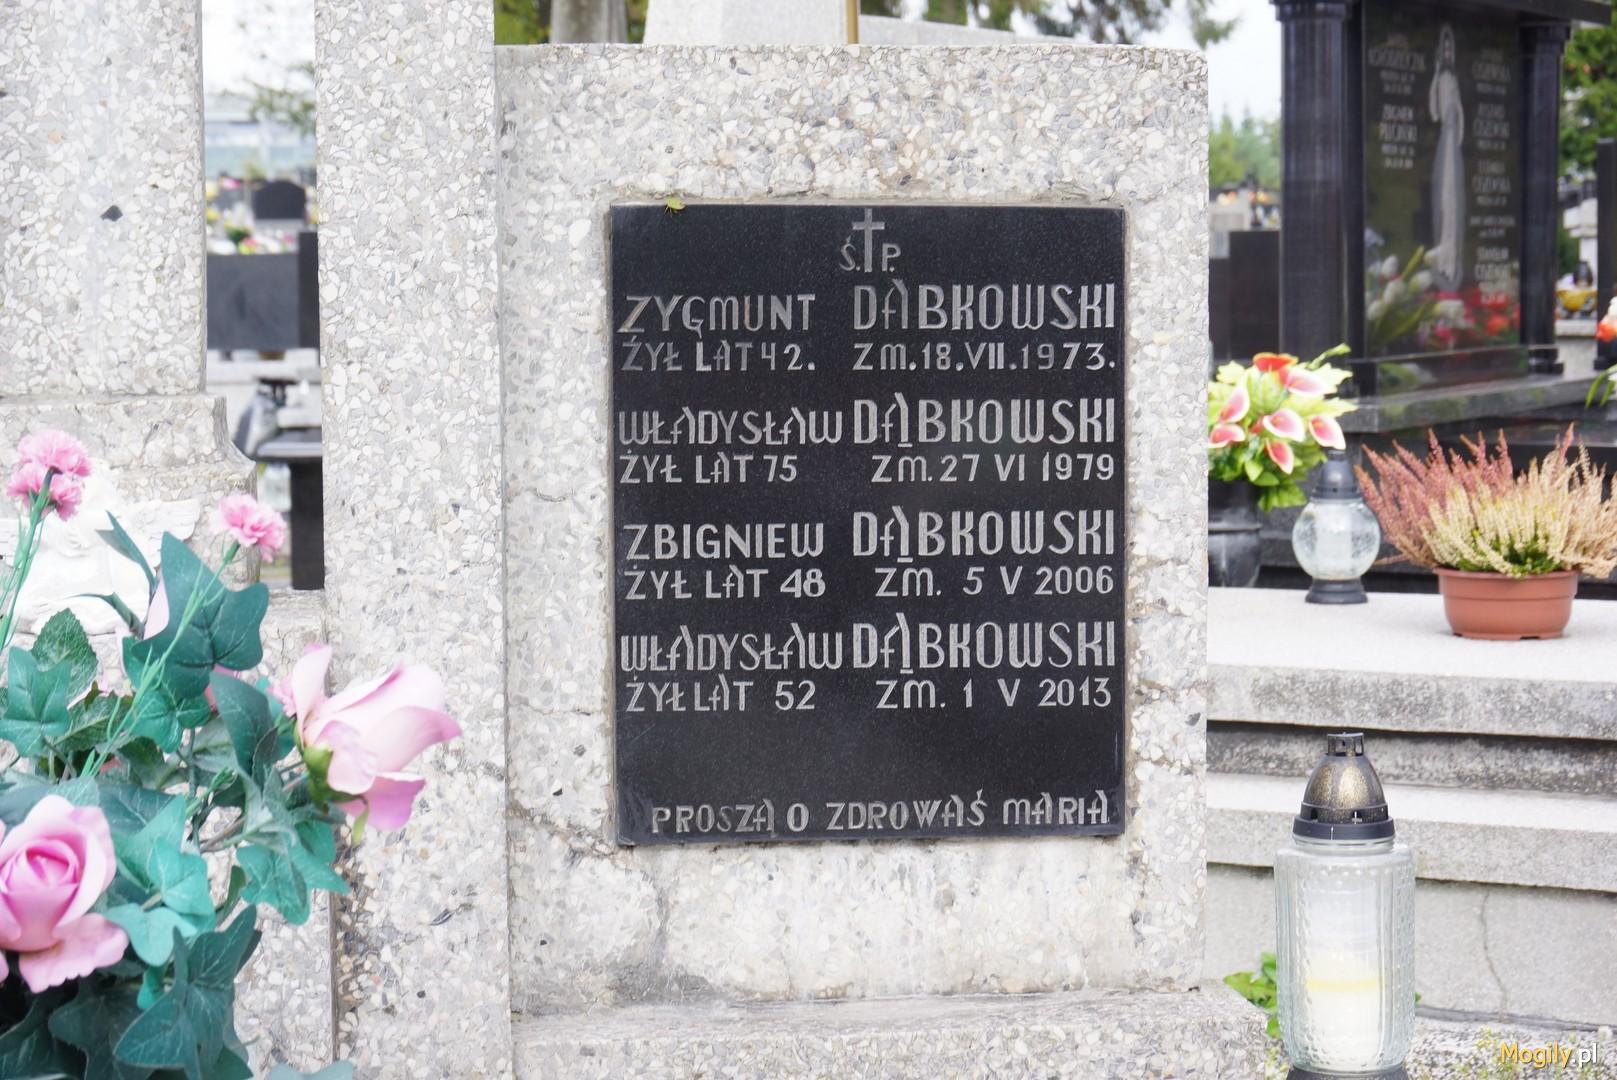 Ś.P.
ZYGMUNT DĄBKOWSKI
ŻYŁ LAT 42. ZM. 18.VII.1973.
WŁADYSŁAW DĄBKOWSKI
ŻYŁ LAT 75 ZM. 27 VI 1979
ZBIGNIEW DĄBKOWSKI
ŻYŁ LAT 48 ZM. 5 V 2006
WŁADYSŁAW DĄBKOWSKI
ŻYŁ LAT 52 ZM. 1 V 2013
PROSZĄ O ZDROWAŚ MARIA
ZBIGNIEW
Mogily.pl